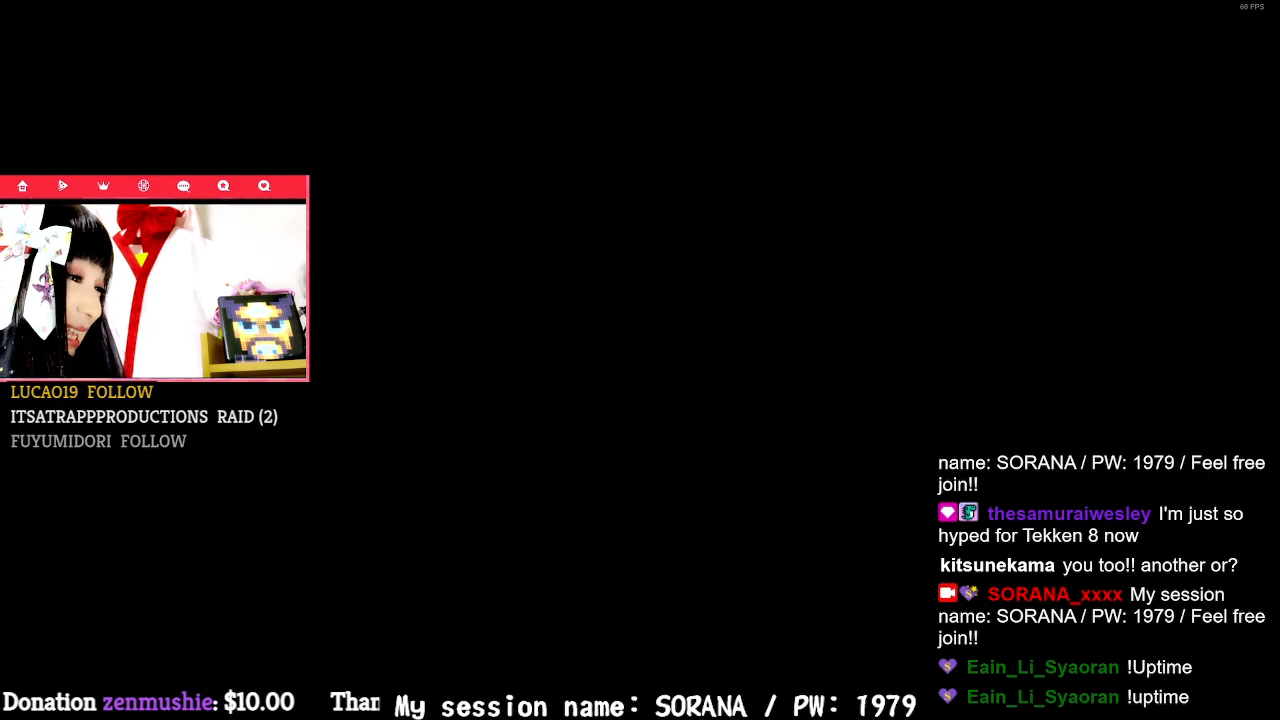 60 FPS
LUCAO19 FOLLOW
ITSATRAPPPRODUCTIONS RAID (2)
FUYUMIDORI FOLLOW
name: SORANA / PW: 1979 / Feel free
join!!
thesamuraiwesley I'm just so
hyped for Tekken 8 now
kitsunekama you too!! another or?
SORANA_xxxx My session
name: SORANA / PW: 1979 / Feel free
join!!
Eain_Li_Syaoran !Uptime
Eain_Li_Syaoran !uptime
Donation zenmushie: $10.00 Than
My session name: SORANA / PW: 1979